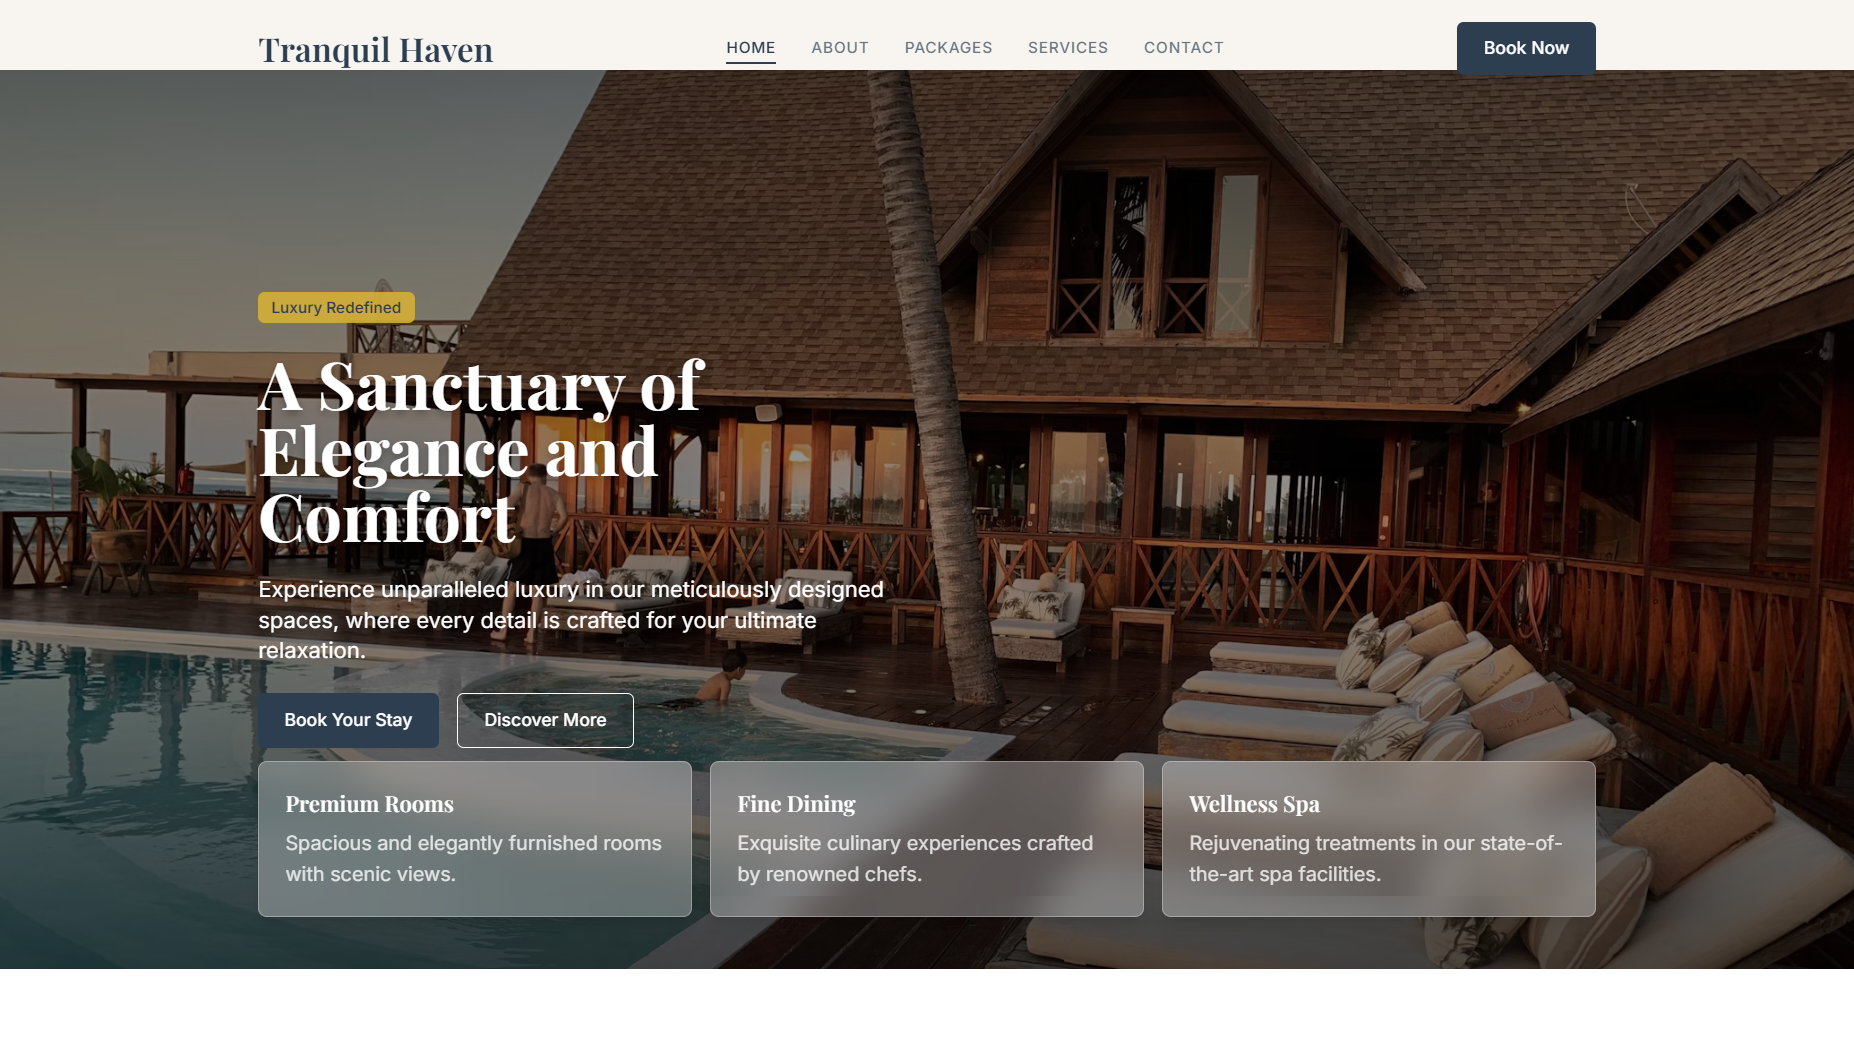 Tranquil Haven
HOME
ABOUT
PACKAGES
SERVICES
CONTACT
Book Now
Luxury Redefined
A Sanctuary of
Elegance and
Comfort
Experience unparalleled luxury in our meticulously designed
spaces, where every detail is crafted for your ultimate
relaxation.
Book Your Stay
Discover More
Premium Rooms
Spacious and elegantly furnished rooms
with scenic views.
Fine Dining
Exquisite culinary experiences crafted
by renowned chefs.
Wellness Spa
Rejuvenating treatments in our state-of-
the-art spa facilities.